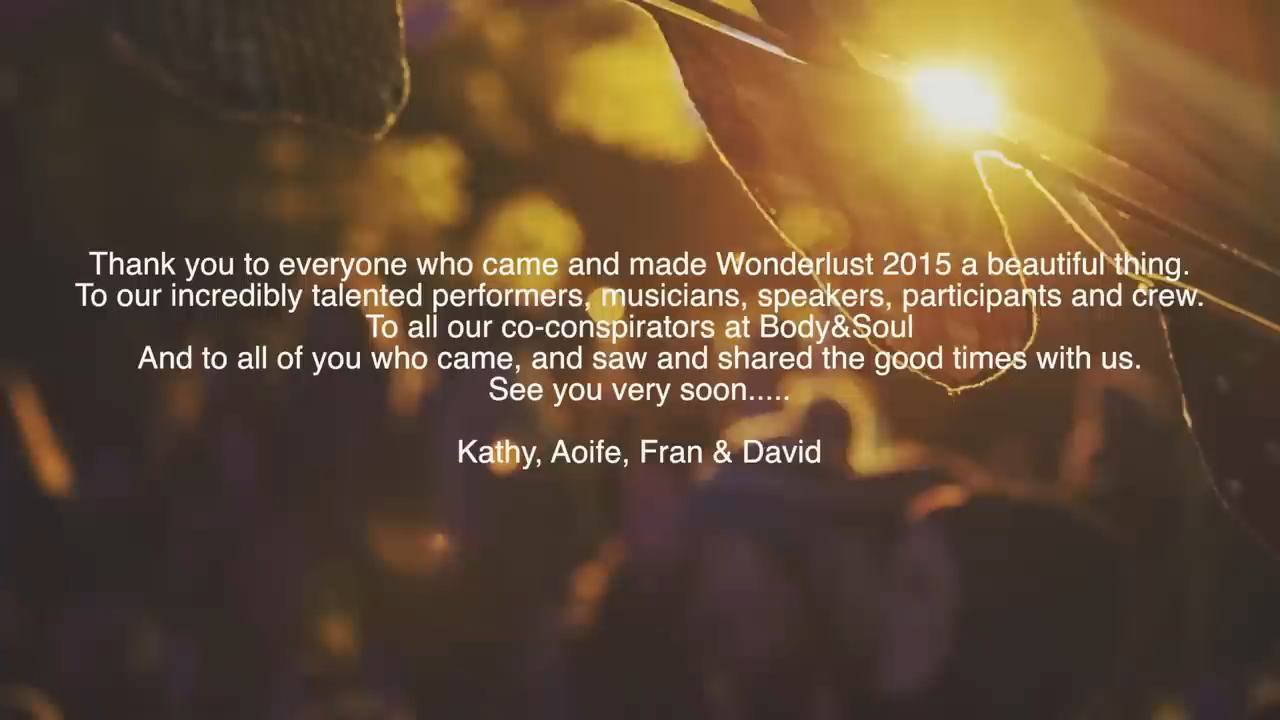 Thank you to everyone who came and made Wonderlust 2015 a beautiful thing.
To our incredibly talented performers, musicians, speakers, participants and crew.
To all our co-conspirators at Body&Soul
And to all of you who came, and saw and shared the good times with us.
See you very soon.....
Kathy, Aoife, Fran & David